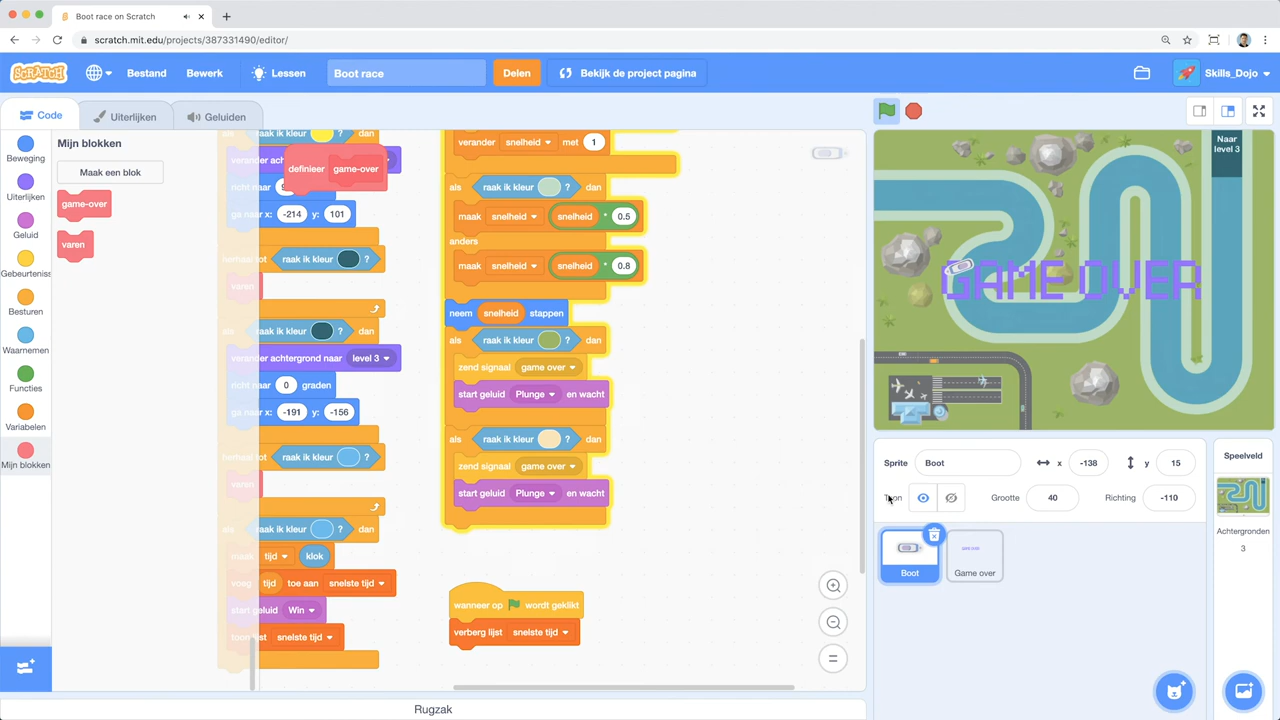 Boot race on Scratch
scratch.mit.edu/projects/387331490/editor/
SCRATCH
Bestand
Bewerk
Lessen
Boot race
Delen
Bekijk de project pagina
Skills_Dojo
Code
Uiterlijken
Geluiden
Beweging
Uiterlijken
Geluid
Gebeurteniss
Besturen
Waarnemen
Functies
Variabelen
Mijn blokken
Mijn blokken
Maak een blok
game-over
varen
raak ik kleur ? dan
definieer game-over
ga naar x: -214 y: 101
raak ik kleur ?
varen
als raak ik kleur ? dan
verander achtergrond naar level 3
richt naar 0 graden
ga naar x: -191 y: -156
herhaal tot raak ik kleur ?
varen
als raak ik kleur ? dan
maak tijd klok
voeg tijd toe aan snelste tijd
start geluid Win
toon lijst snelste tijd
verander snelheid met 1
als raak ik kleur ? dan
maak snelheid snelheid * 0.5
anders
maak snelheid snelheid * 0.8
neem snelheid stappen
als raak ik kleur ? dan
zend signaal game over
start geluid Plunge en wacht
als raak ik kleur ? dan
zend signaal game over
start geluid Plunge en wacht
wanneer op wordt geklikt
verberg lijst snelste tijd
Naar
level 3
GAME OVER
Sprite Boot x -138 y 15
Toon Grootte 40 Richting -110
Boot
Game over
Speelveld
Achtergronden
3
Rugzak